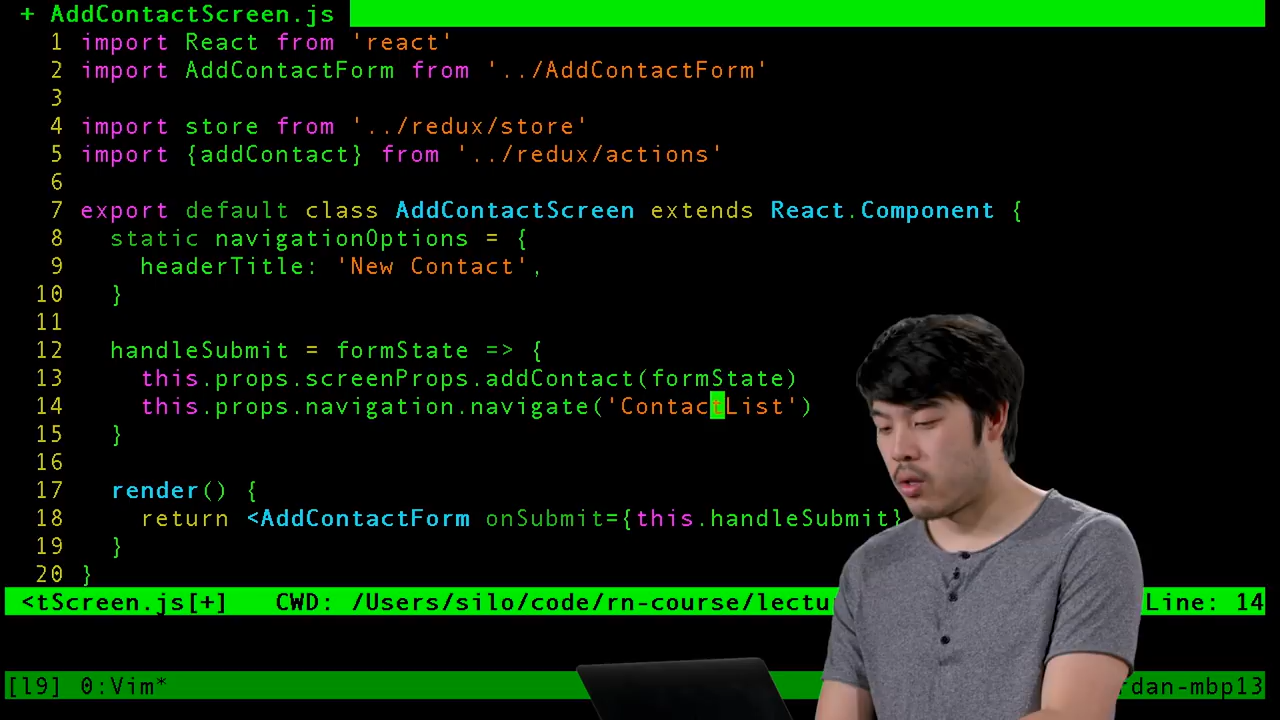 + AddContactScreen.js
1 import React from 'react'
2 import AddContactForm from '../AddContactForm'
3
4 import store from '../redux/store'
5 import {addContact} from '../redux/actions'
6
7 export default class AddContactScreen extends React.Component {
8   static navigationOptions = {
9     headerTitle: 'New Contact',
10   }
11
12   handleSubmit = formState => {
13     this.props.screenProps.addContact(formState)
14     this.props.navigation.navigate('ContactList')
15   }
16
17   render() {
18     return <AddContactForm onSubmit={this.handleSubmit}
19   }
20 }
<tScreen.js[+] CWD: /Users/silo/code/rn-course/lectu Line: 14
[l9] 0:Vim* rdan-mbp13